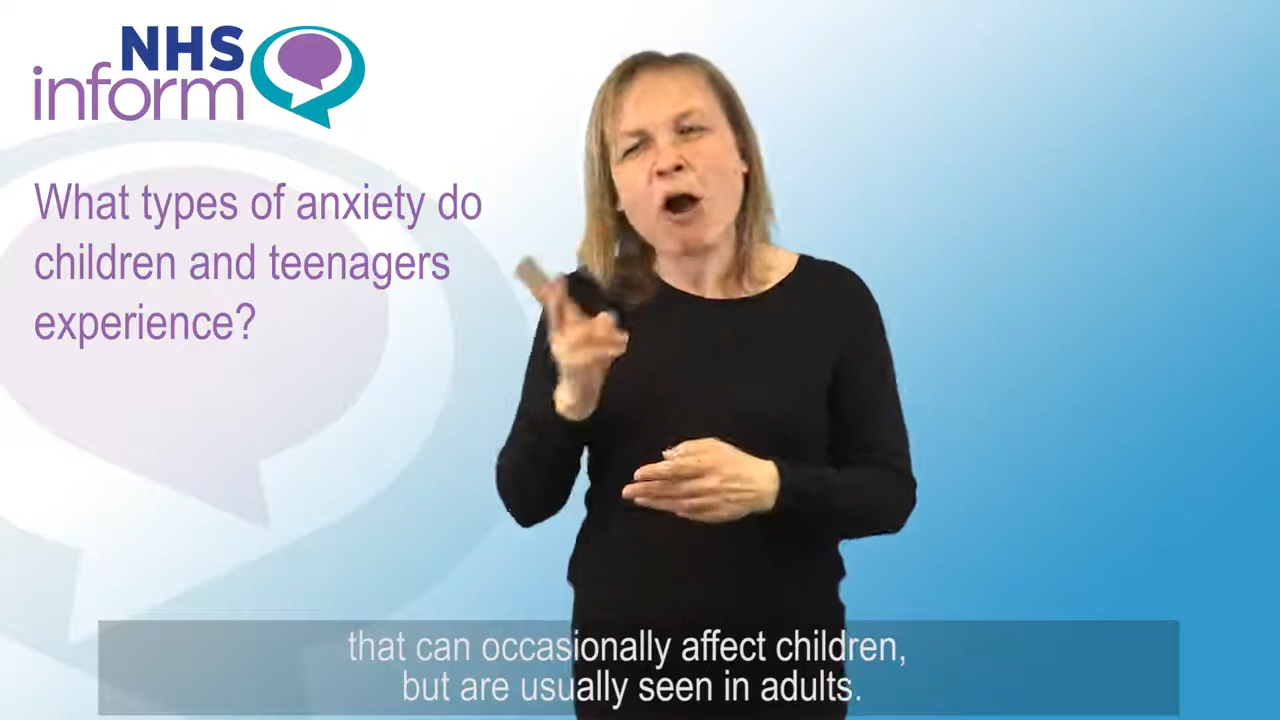 NHS
inform
What types of anxiety do
children and teenagers
experience?
that can occasionally affect children,
but are usually seen in adults.